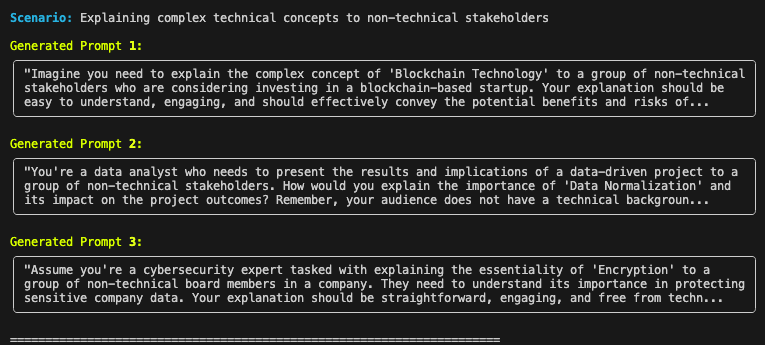 Scenario: Explaining complex technical concepts to non-technical stakeholders
Generated Prompt 1:
"Imagine you need to explain the complex concept of 'Blockchain Technology' to a group of non-technical
stakeholders who are considering investing in a blockchain-based startup. Your explanation should be
easy to understand, engaging, and should effectively convey the potential benefits and risks of...
Generated Prompt 2:
"You're a data analyst who needs to present the results and implications of a data-driven project to a
group of non-technical stakeholders. How would you explain the importance of 'Data Normalization' and
its impact on the project outcomes? Remember, your audience does not have a technical backgroun...
Generated Prompt 3:
"Assume you're a cybersecurity expert tasked with explaining the essentiality of 'Encryption' to a
group of non-technical board members in a company. They need to understand its importance in protecting
sensitive company data. Your explanation should be straightforward, engaging, and free from techn...